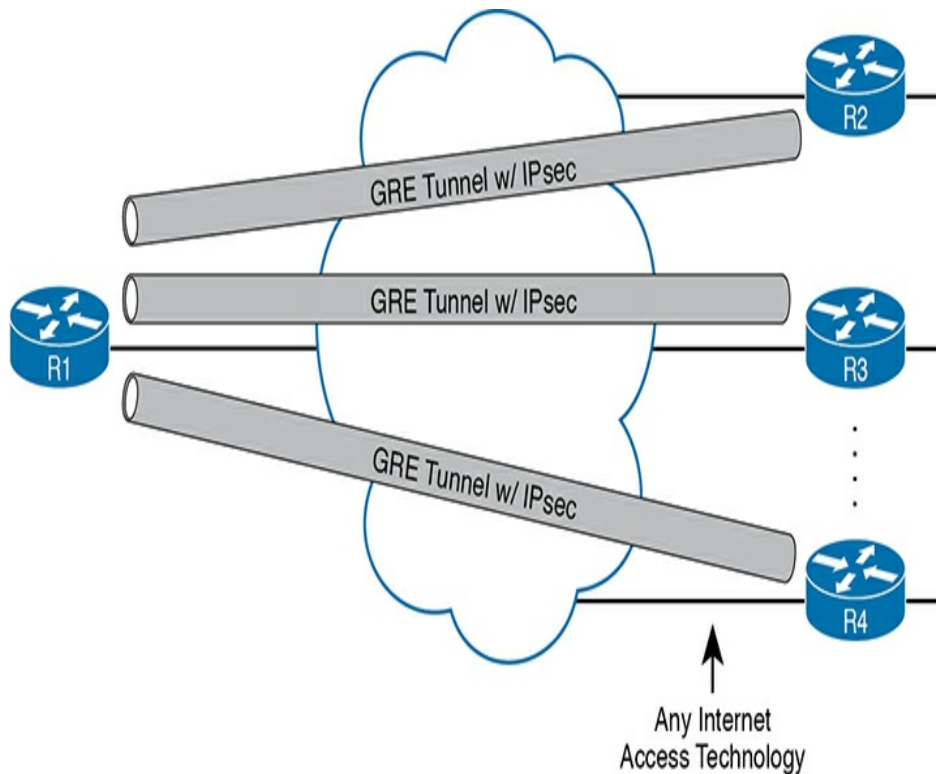 R2
GRE Tunnel w/ IPsec
GRE Tunnel w/ IPsec
R1
R3
GRE Tunnel w/ IPsec
R4
Any Internet
Access Technology